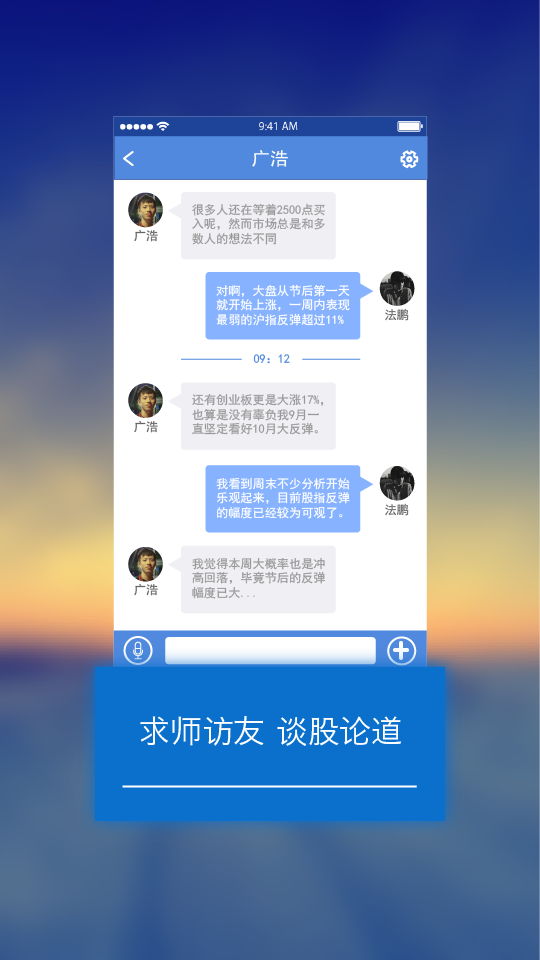 9:41 AM
广浩
很多人还在等着2500点买
入呢，然而市场总是和多
数人的想法不同
广浩
对啊，大盘从节后第一天
就开始上涨，一周内表现
最弱的沪指反弹超过11%
法鹏
09：12
还有创业板更是大涨17%，
也算是没有辜负我9月一
直坚定看好10月大反弹。
广浩
我看到周末不少分析开始
乐观起来，目前股指反弹
的幅度已经较为可观了。
法鹏
我觉得本周大概率也是冲
高回落，毕竟节后的反弹
幅度已大...
广浩
求师访友 谈股论道